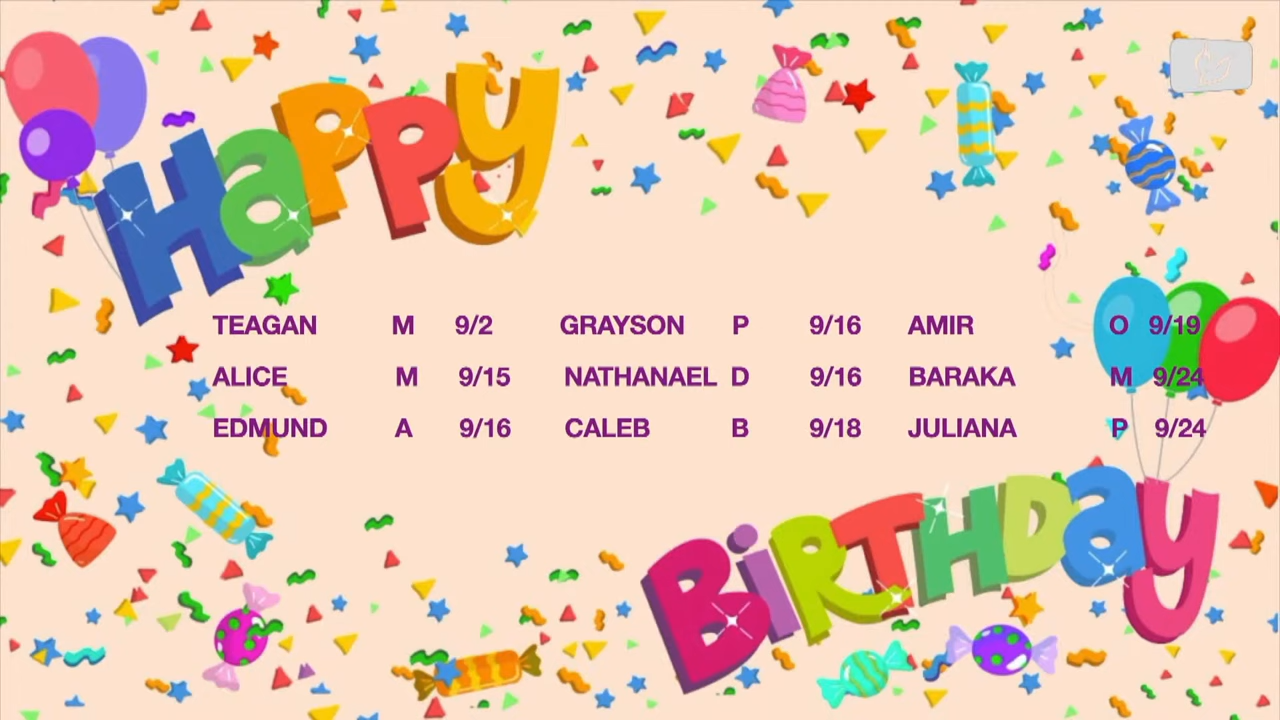 HAPPY
TEAGAN M 9/2 GRAYSON P 9/16 AMIR O 9/19
ALICE M 9/15 NATHANAEL D 9/16 BARAKA M 9/24
EDMUND A 9/16 CALEB B 9/18 JULIANA P 9/24
BIRTHDAY